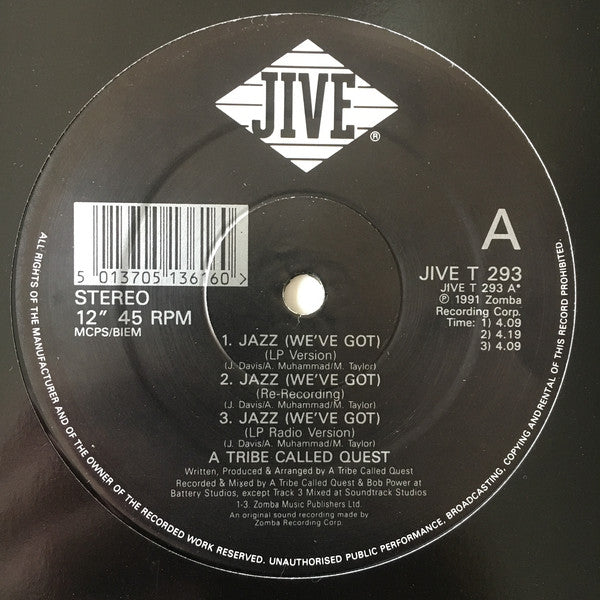 JIVE
®
5 013705 136160 >
STEREO
12" 45 RPM
MCPS/BIEM
A
JIVE T 293
JIVE T 293 A*
℗ 1991 Zomba
Recording Corp.
Time: 1) 4.09
2) 4.19
3) 4.09
1. JAZZ (WE'VE GOT)
(LP Version)
(J. Davis/A. Muhammad/M. Taylor)
2. JAZZ (WE'VE GOT)
(Re-Recording)
(J. Davis/A. Muhammad/M. Taylor)
3. JAZZ (WE'VE GOT)
(LP Radio Version)
(J. Davis/A. Muhammad/M. Taylor)
A TRIBE CALLED QUEST
Written, Produced & Arranged by A Tribe Called Quest
Recorded & Mixed by A Tribe Called Quest & Bob Power at
Battery Studios, except Track 3 Mixed at Soundtrack Studios
1-3. Zomba Music Publishers Ltd.
An original sound recording made by
Zomba Recording Corp.
ALL RIGHTS OF THE MANUFACTURER AND OF THE OWNER OF THE RECORDED WORK RESERVED. UNAUTHORISED PUBLIC PERFORMANCE, BROADCASTING, COPYING AND RENTAL OF THIS RECORD PROHIBITED.